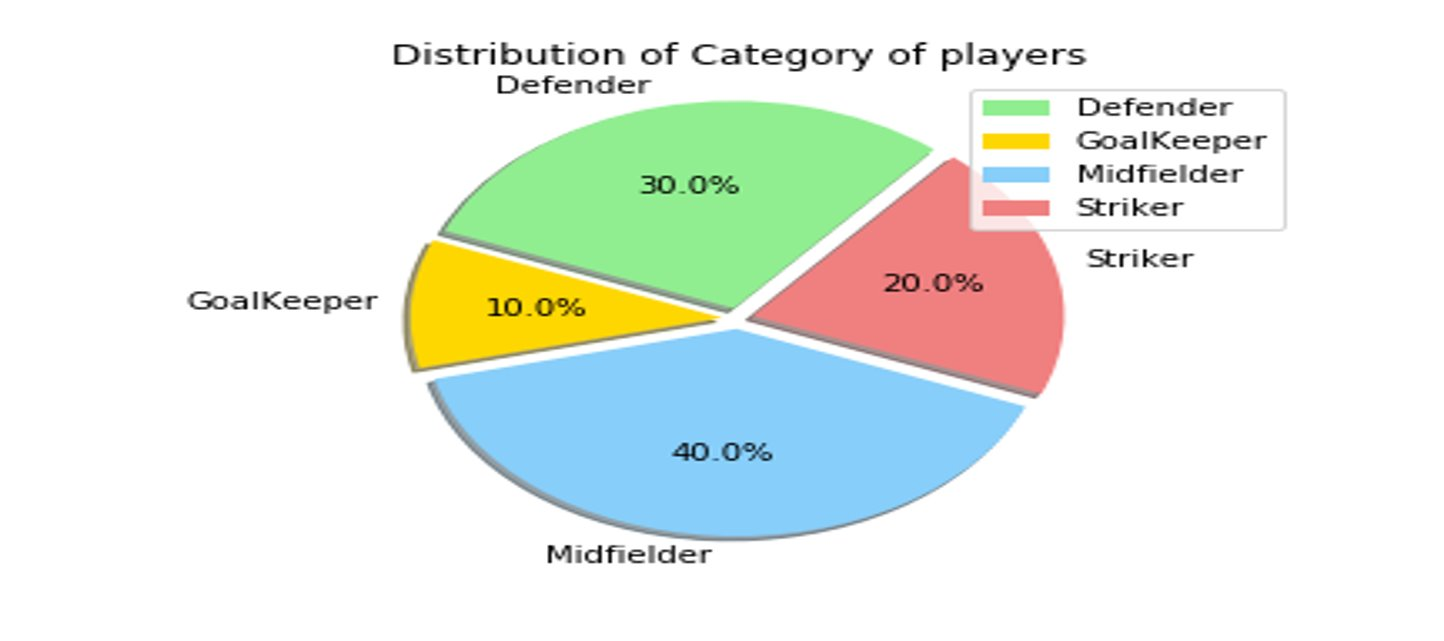 Distribution of Category of players
Defender
Defender
GoalKeeper
Midfielder
Striker
30.0%
Striker
20.0%
GoalKeeper
10.0%
40.0%
Midfielder